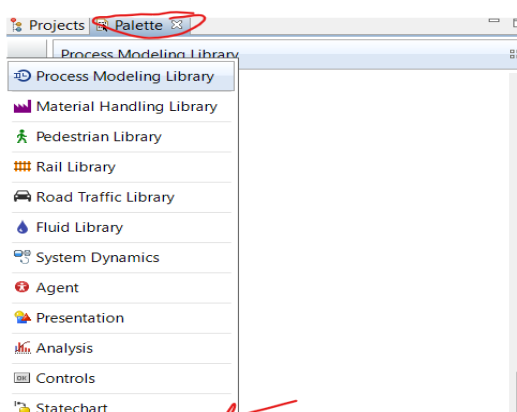 Projects Palette
Process Modeling Library
Process Modeling Library
Material Handling Library
Pedestrian Library
Rail Library
Road Traffic Library
Fluid Library
System Dynamics
Agent
Presentation
Analysis
OK Controls
Statechart